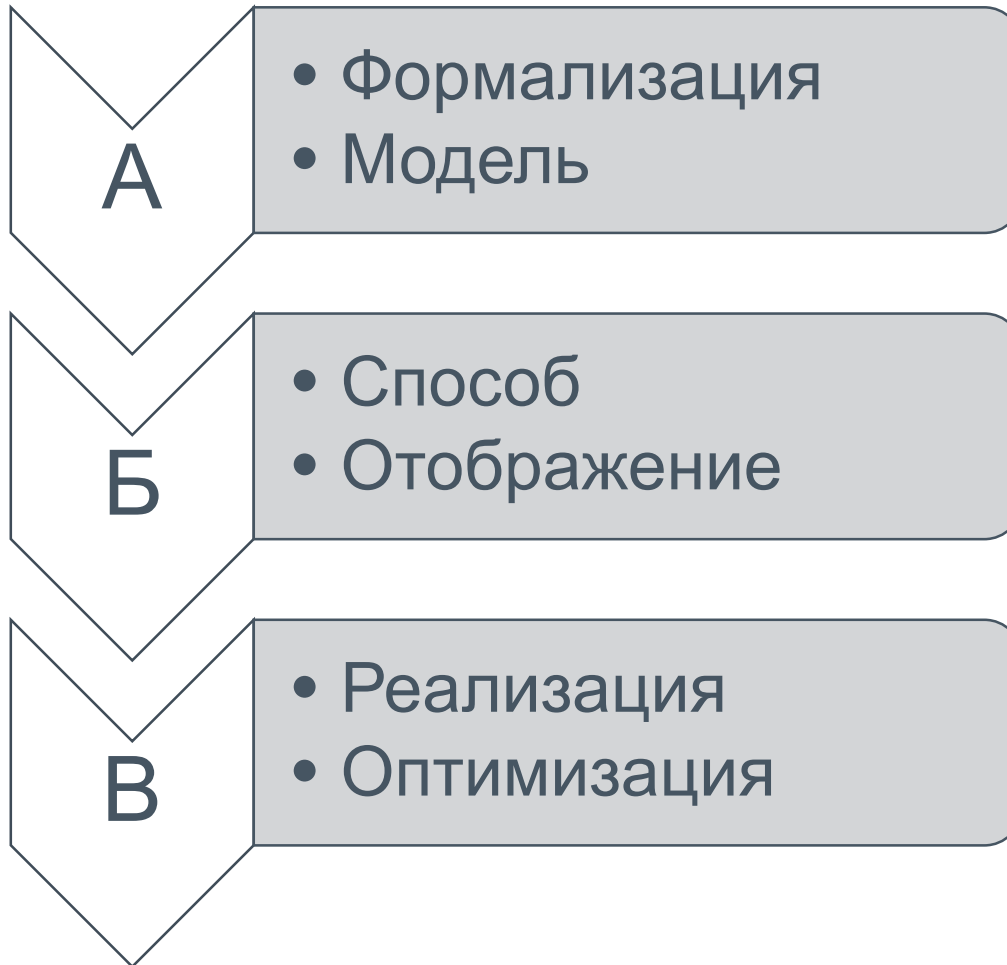 А
• Формализация
• Модель
Б
• Способ
• Отображение
В
• Реализация
• Оптимизация